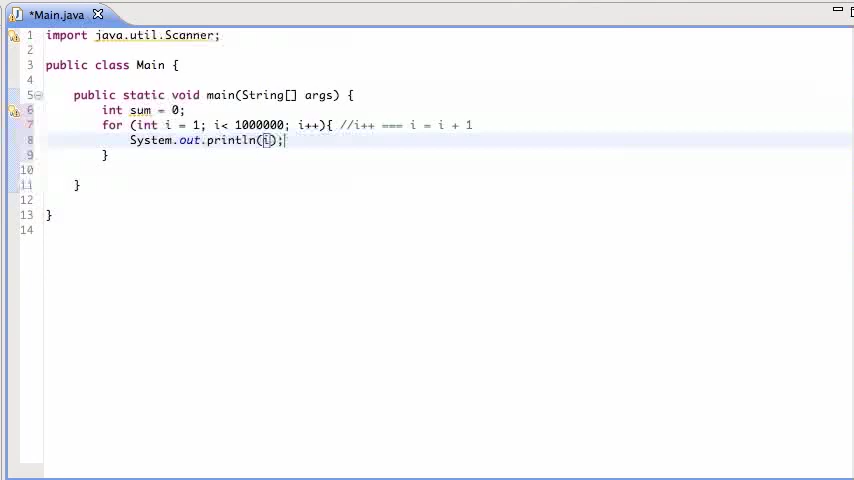 *Main.java
1 import java.util.Scanner;
2
3 public class Main {
4
5 public static void main(String[] args) {
6 int sum = 0;
7 for (int i = 1; i< 1000000; i++){ //i++ === i = i + 1
8 System.out.println(i);
9 }
10
11 }
12
13 }
14